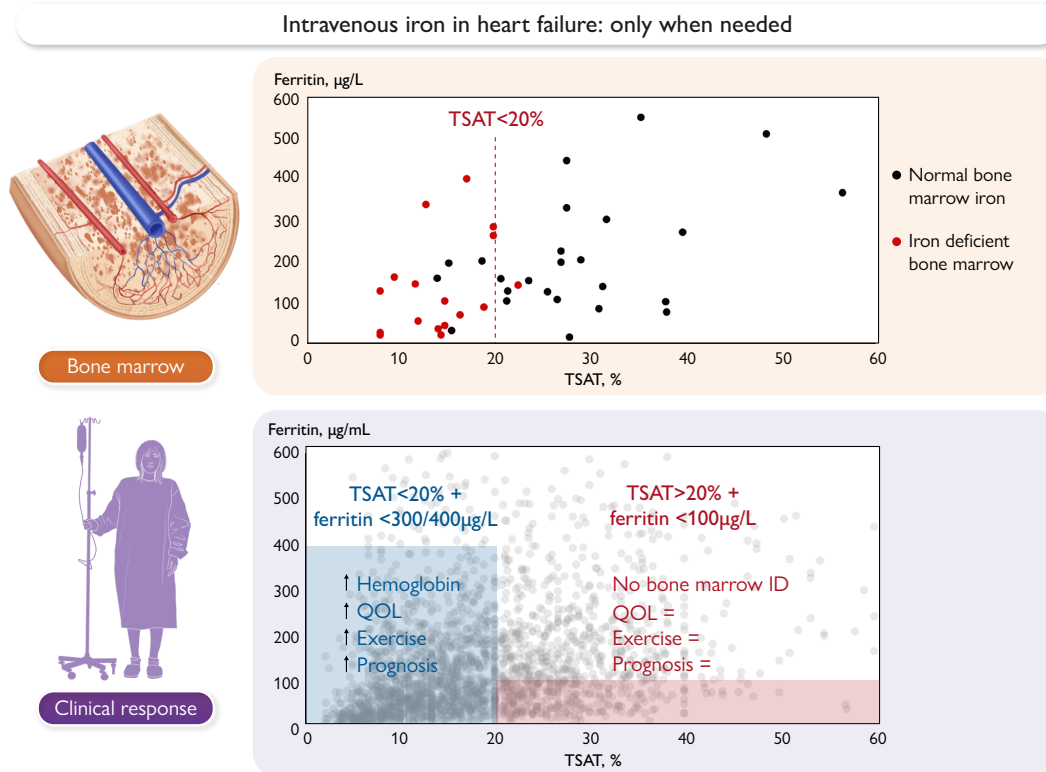 Intravenous iron in heart failure: only when needed
Ferritin, µg/L
600
500
400
300
200
100
0
TSAT<20%
0 10 20 30 40 50 60
TSAT, %
Normal bone
marrow iron
Iron deficient
bone marrow
Bone marrow
Ferritin, µg/mL
600
500
400
300
200
100
0
TSAT<20% +
ferritin <300/400µg/L
↑ Hemoglobin
↑ QOL
↑ Exercise
↑ Prognosis
TSAT>20% +
ferritin <100µg/L
No bone marrow ID
QOL =
Exercise =
Prognosis =
0 10 20 30 40 50 60
TSAT, %
Clinical response